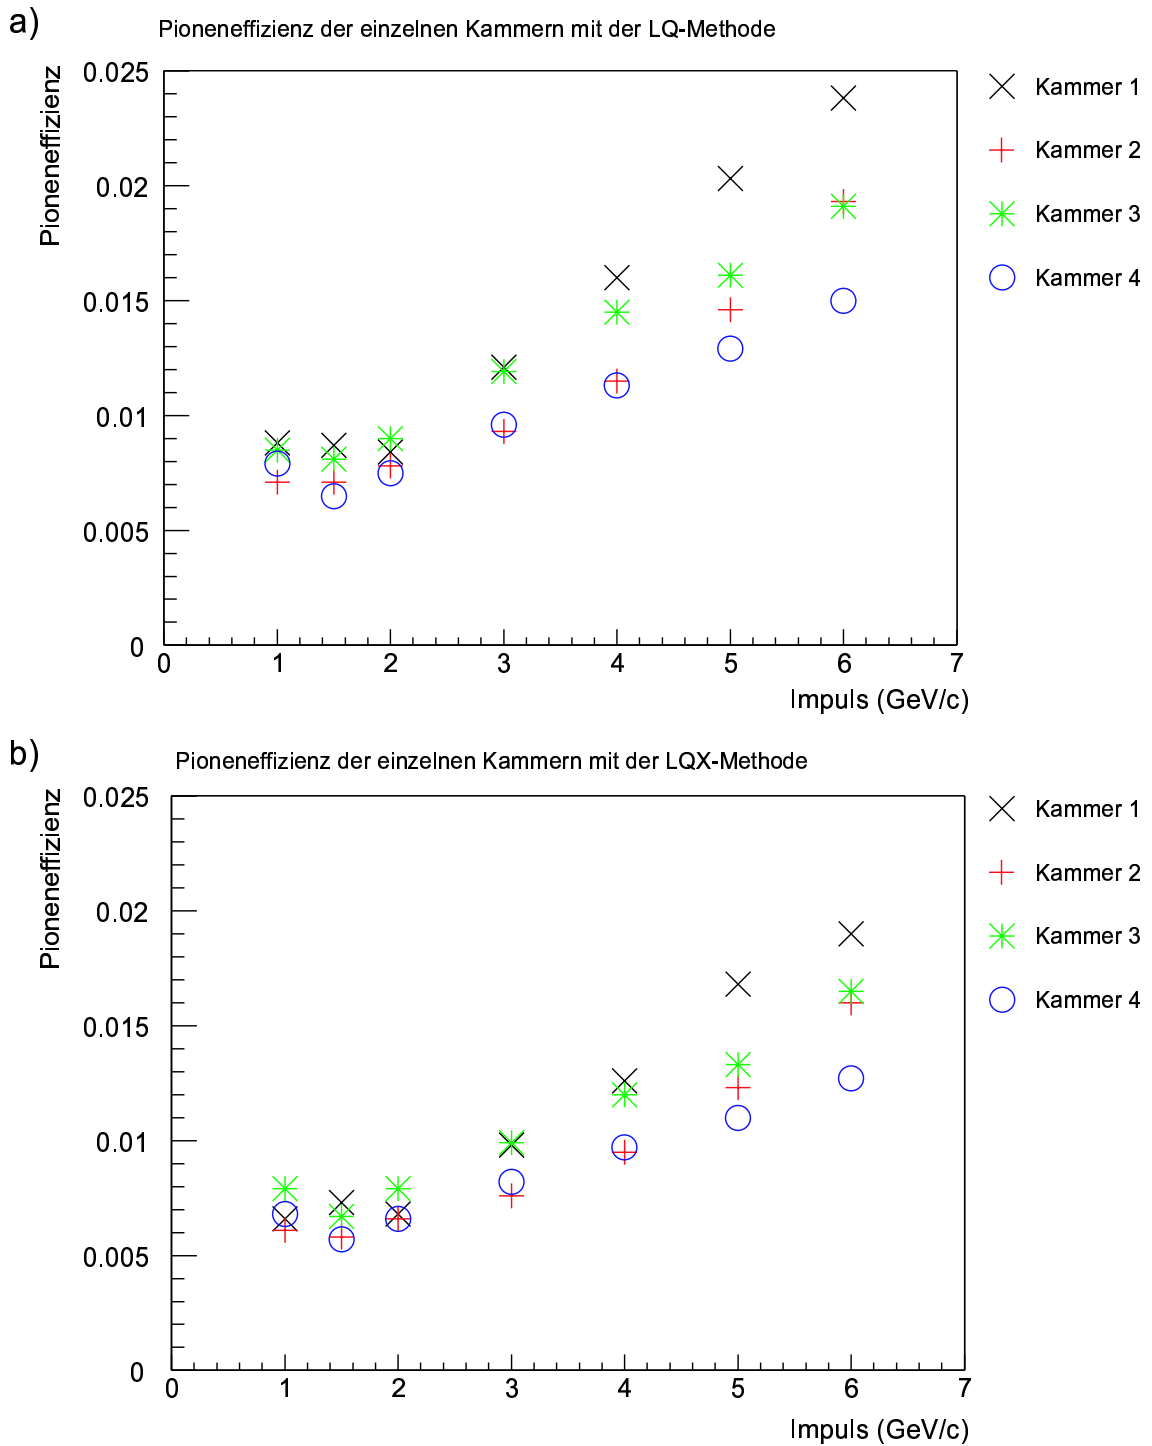 a)
Pioneneffizienz der einzelnen Kammern mit der LQ-Methode
Pioneneffizienz
0.025
0.02
0.015
0.01
0.005
0
0 1 2 3 4 5 6 7
Impuls (GeV/c)
Kammer 1
Kammer 2
Kammer 3
Kammer 4
b)
Pioneneffizienz der einzelnen Kammern mit der LQX-Methode
Pioneneffizienz
0.025
0.02
0.015
0.01
0.005
0
0 1 2 3 4 5 6 7
Impuls (GeV/c)
Kammer 1
Kammer 2
Kammer 3
Kammer 4